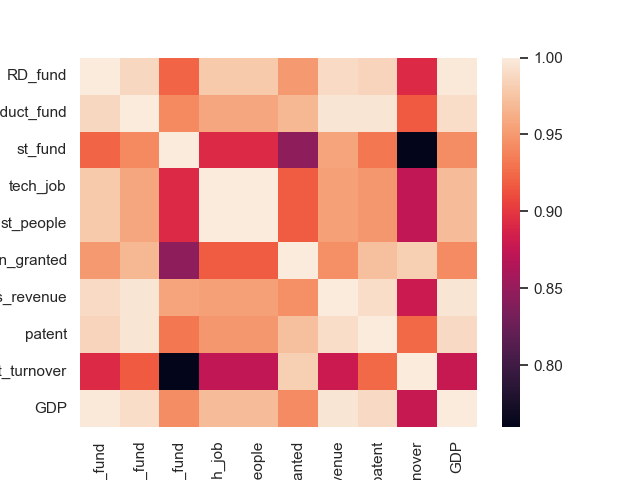 RD_fund
duct_fund
st_fund
tech_job
st_people
n_granted
s_revenue
patent
t_turnover
GDP
_fund
_fund
_fund
h_job
eople
anted
venue
patent
nover
GDP
1.00
0.95
0.90
0.85
0.80